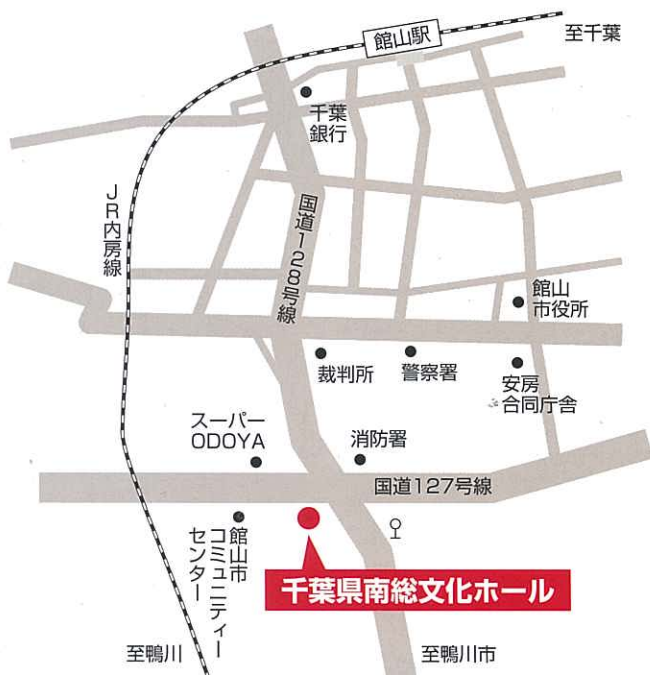 館山駅
至千葉
千葉
銀行
JR内房線
国道128号線
館山
市役所
裁判所
警察署
安房
合同庁舎
スーパー
ODOYA
消防署
国道127号線
館山市
コミュニティー
センター
千葉県南総文化ホール
至鴨川
至鴨川市